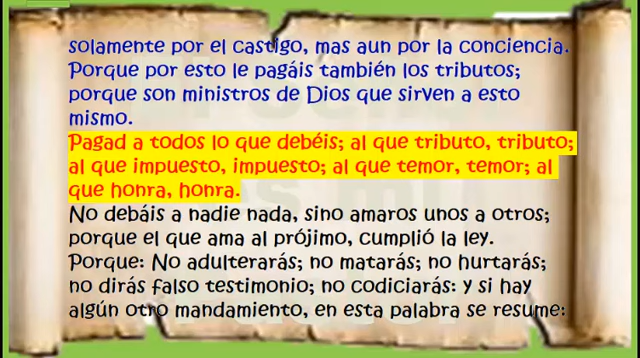 solamente por el castigo, mas aun por la conciencia.
Porque por esto le pagáis también los tributos;
porque son ministros de Dios que sirven a esto
mismo.
Pagad a todos lo que debéis; al que tributo, tributo;
al que impuesto, impuesto; al que temor, temor; al
que honra, honra.
No debáis a nadie nada, sino amaros unos a otros;
porque el que ama al prójimo, cumplió la ley.
Porque: No adulterarás; no matarás; no hurtarás;
no dirás falso testimonio; no codiciarás: y si hay
algún otro mandamiento, en esta palabra se resume: